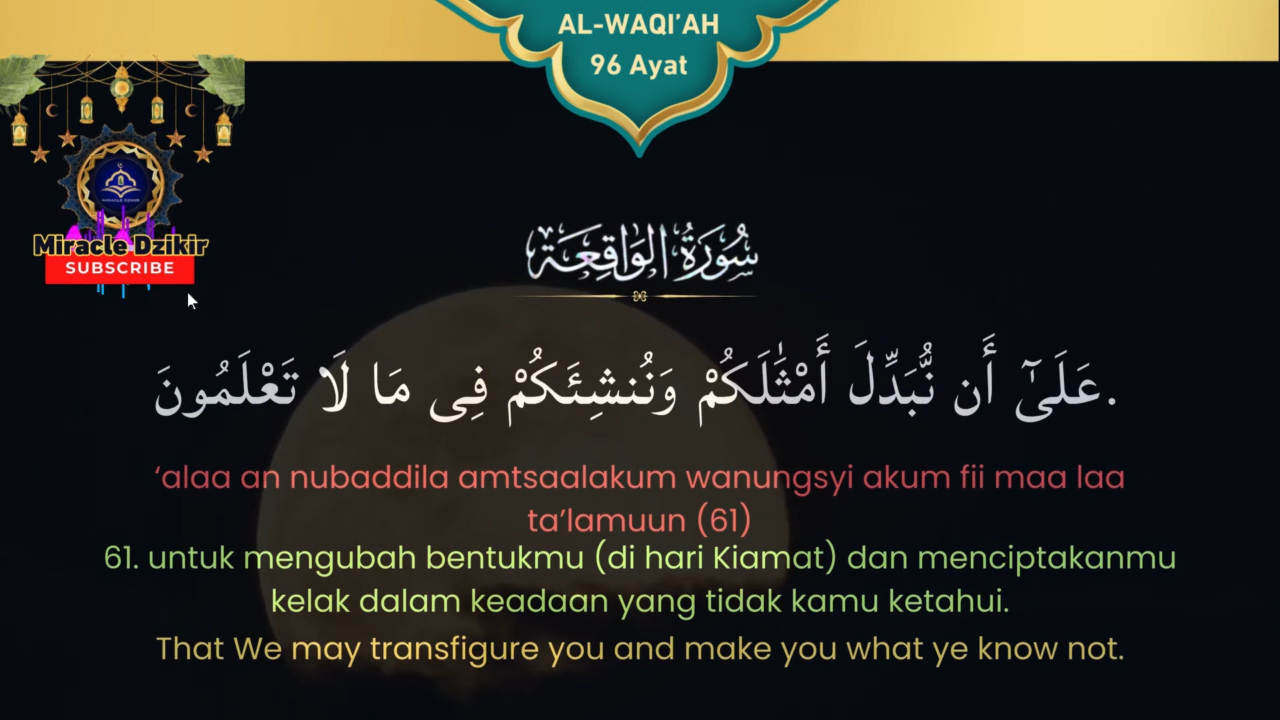 AL-WAQI’AH
96 Ayat
Miracle Dzikir
SUBSCRIBE
سُورَةُ الوَاقِعَة
عَلَىٰٓ أَن نُّبَدِّلَ أَمْثَٰلَكُمْ وَنُنشِئَكُمْ فِى مَا لَا تَعْلَمُونَ.
‘alaa an nubaddila amtsaalakum wanungsyi akum fii maa laa
ta’lamuun (61)
61. untuk mengubah bentukmu (di hari Kiamat) dan menciptakanmu
kelak dalam keadaan yang tidak kamu ketahui.
That We may transfigure you and make you what ye know not.